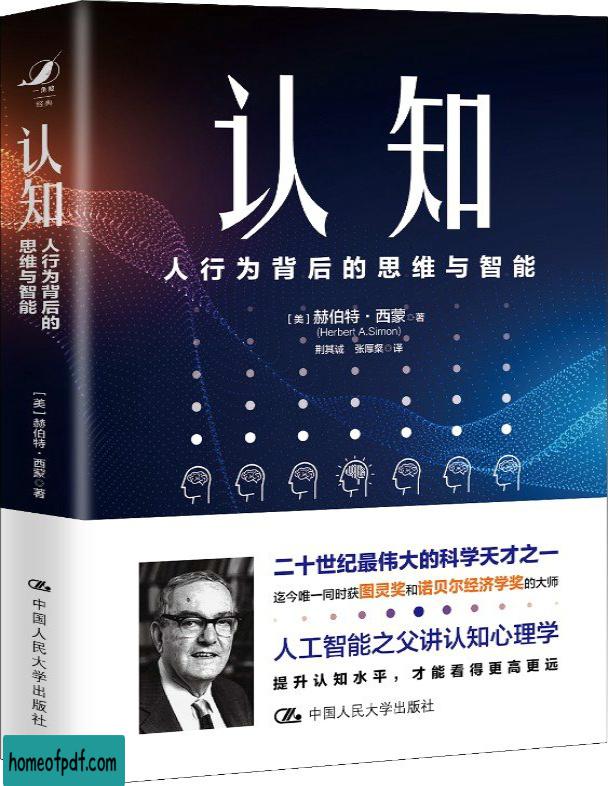 一条鲸
经典
认知
人行为背后的
思维与智能
[美]赫伯特·西蒙 著
中国人民大学出版社
认知
人行为背后的思维与智能
[美]赫伯特·西蒙 著
(Herbert A.Simon)
荆其诚 张厚粲 译
二十世纪最伟大的科学天才之一
迄今唯一同时获图灵奖和诺贝尔经济学奖的大师
人工智能之父讲认知心理学
提升认知水平，才能看得更高更远
中国人民大学出版社
homeofpdf.com